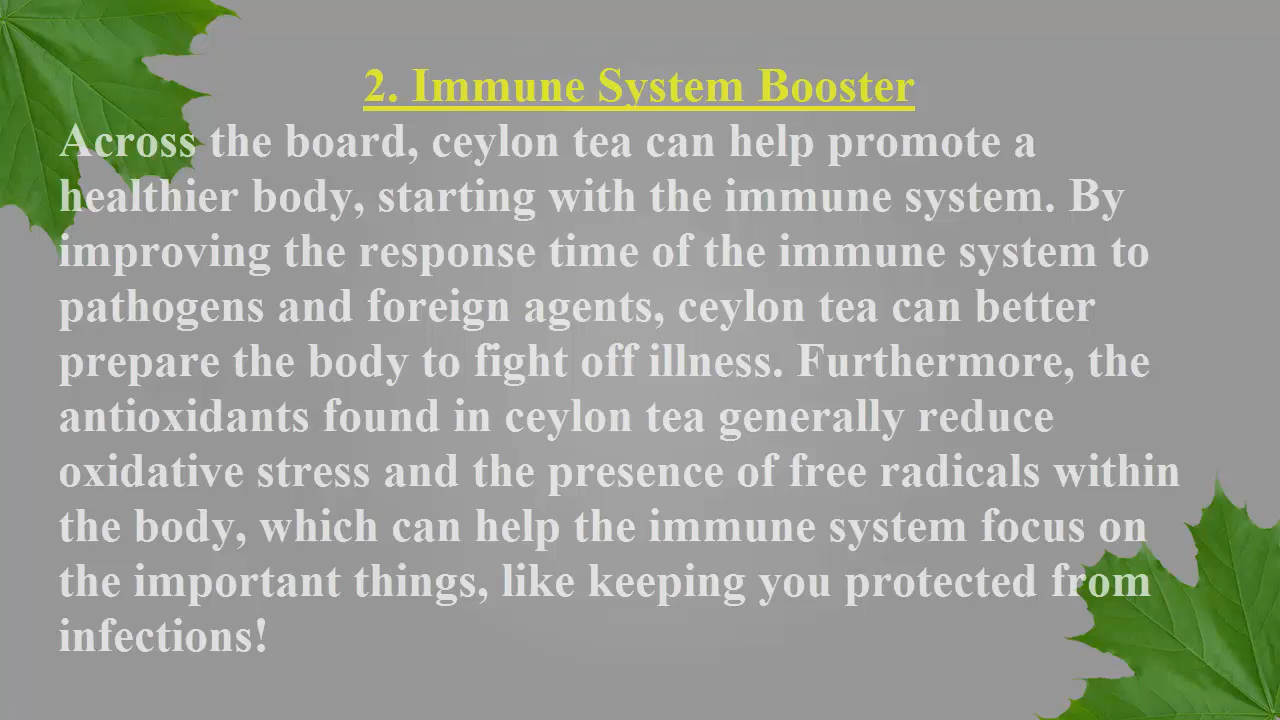 2. Immune System Booster
Across the board, ceylon tea can help promote a
healthier body, starting with the immune system. By
improving the response time of the immune system to
pathogens and foreign agents, ceylon tea can better
prepare the body to fight off illness. Furthermore, the
antioxidants found in ceylon tea generally reduce
oxidative stress and the presence of free radicals within
the body, which can help the immune system focus on
the important things, like keeping you protected from
infections!